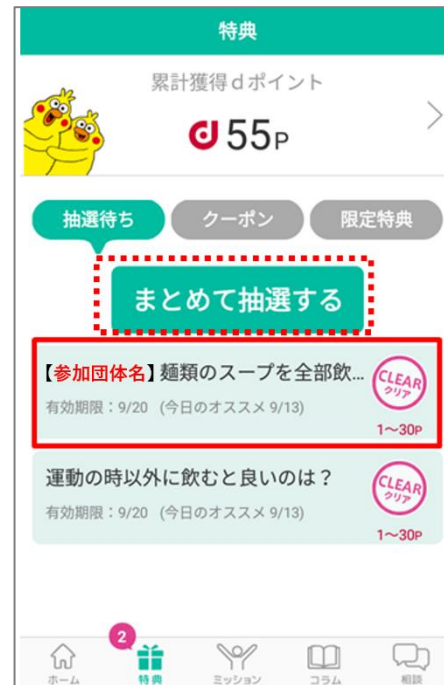 特典
累計獲得dポイント
d 55P
抽選待ち
クーポン
限定特典
まとめて抽選する
【参加団体名】麺類のスープを全部飲...
CLEAR
クリア
有効期限：9/20 (今日のオススメ 9/13)
1～30P
運動の時以外に飲むと良いのは？
CLEAR
クリア
有効期限：9/20 (今日のオススメ 9/13)
1～30P
2
ホーム
特典
ミッション
コラム
相談